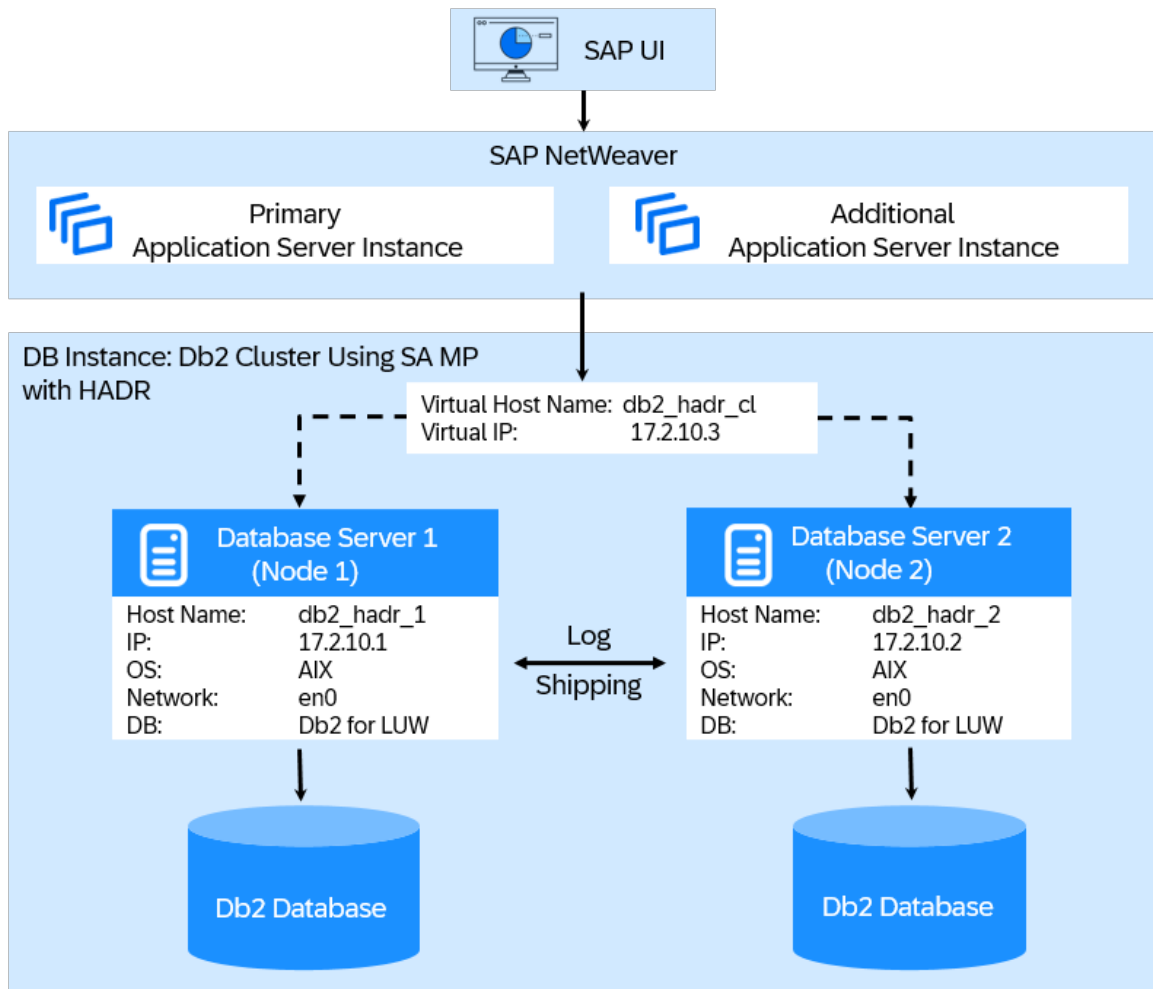 SAP UI
SAP NetWeaver
Primary
Application Server Instance
Additional
Application Server Instance
DB Instance: Db2 Cluster Using SA MP
with HADR
Virtual Host Name: db2_hadr_cl
Virtual IP: 17.2.10.3
Database Server 1
(Node 1)
Host Name: db2_hadr_1
IP: 17.2.10.1
OS: AIX
Network: en0
DB: Db2 for LUW
Log
Shipping
Database Server 2
(Node 2)
Host Name: db2_hadr_2
IP: 17.2.10.2
OS: AIX
Network: en0
DB: Db2 for LUW
Db2 Database
Db2 Database